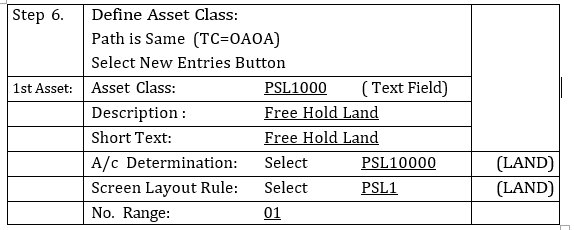 Step 6. Define Asset Class:
Path is Same (TC=OAOA)
Select New Entries Button
1st Asset: Asset Class: PSL1000 ( Text Field)
Description : Free Hold Land
Short Text: Free Hold Land
A/c Determination: Select PSL10000 (LAND)
Screen Layout Rule: Select PSL1 (LAND)
No. Range: 01